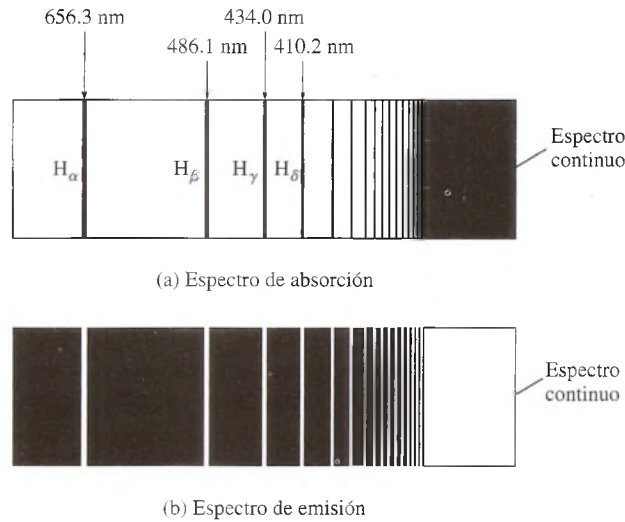 656.3 nm 434.0 nm
486.1 nm 410.2 nm
Hα Hβ Hγ Hδ
Espectro
continuo
(a) Espectro de absorción
Espectro
continuo
(b) Espectro de emisión